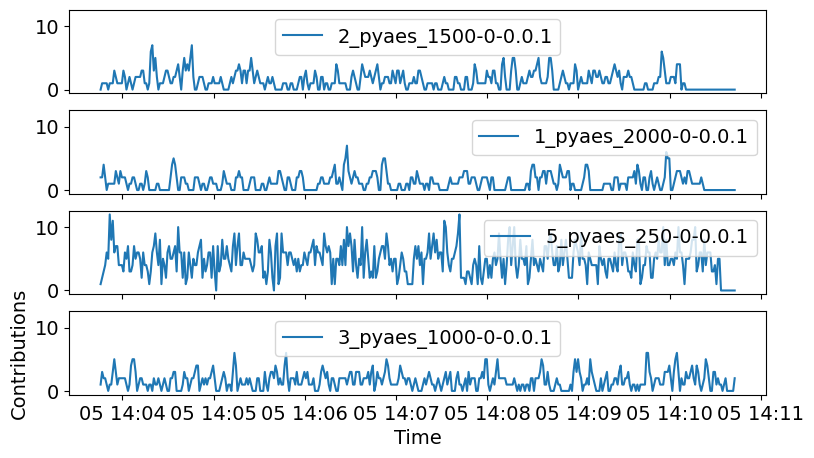 10
0
2_pyaes_1500-0-0.0.1
10
0
1_pyaes_2000-0-0.0.1
10
0
5_pyaes_250-0-0.0.1
10
0
3_pyaes_1000-0-0.0.1
Contributions
05 14:04 05 14:05 05 14:06 05 14:07 05 14:08 05 14:09 05 14:10 05 14:11
Time